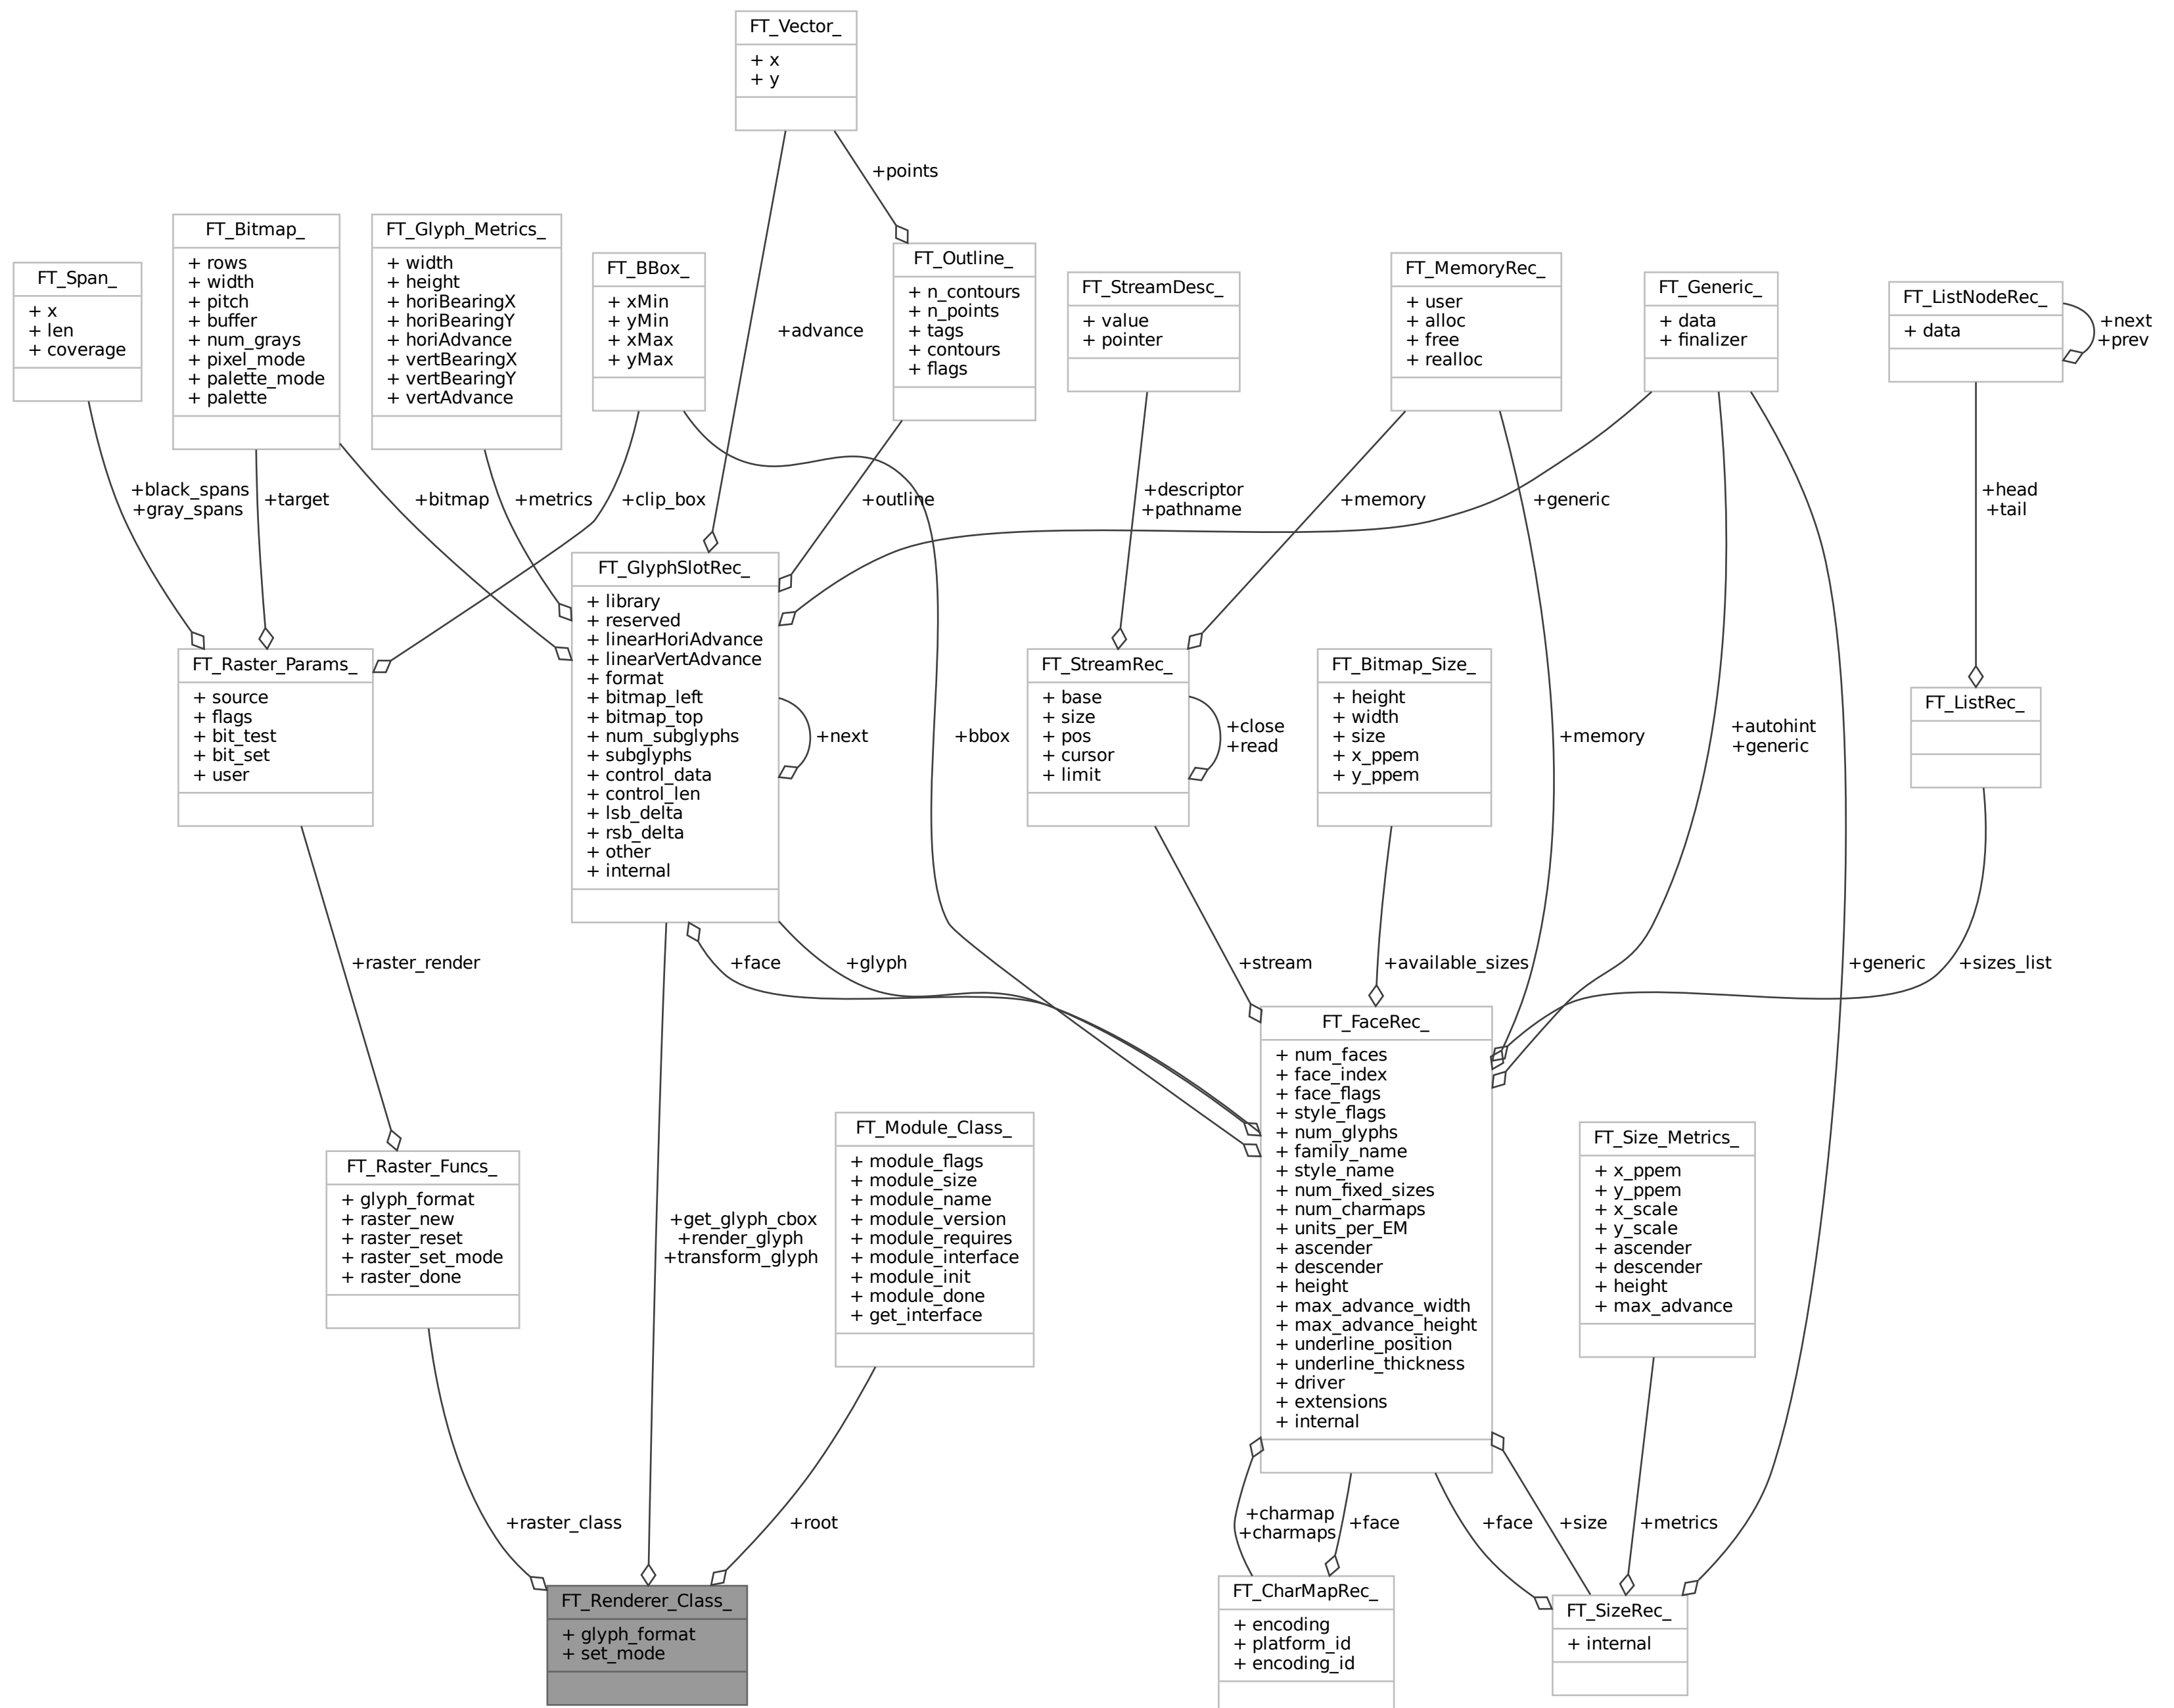 FT_Vector_
+ x
+ y
+points
FT_Bitmap_
+ rows
+ width
+ pitch
+ buffer
+ num_grays
+ pixel_mode
+ palette_mode
+ palette
FT_Glyph_Metrics_
+ width
+ height
+ horiBearingX
+ horiBearingY
+ horiAdvance
+ vertBearingX
+ vertBearingY
+ vertAdvance
FT_Span_
+ x
+ len
+ coverage
FT_BBox_
+ xMin
+ yMin
+ xMax
+ yMax
+advance
FT_Outline_
+ n_contours
+ n_points
+ tags
+ contours
+ flags
FT_StreamDesc_
+ value
+ pointer
FT_MemoryRec_
+ user
+ alloc
+ free
+ realloc
FT_Generic_
+ data
+ finalizer
FT_ListNodeRec_
+ data
+next
+prev
+black_spans
+gray_spans
+target
+bitmap
+metrics
+clip_box
+outline
+descriptor
+pathname
+memory
+generic
+head
+tail
FT_GlyphSlotRec_
+ library
+ reserved
+ linearHoriAdvance
+ linearVertAdvance
+ format
+ bitmap_left
+ bitmap_top
+ num_subglyphs
+ subglyphs
+ control_data
+ control_len
+ lsb_delta
+ rsb_delta
+ other
+ internal
+next
FT_Raster_Params_
+ source
+ flags
+ bit_test
+ bit_set
+ user
+bbox
FT_StreamRec_
+ base
+ size
+ pos
+ cursor
+ limit
+close
+read
FT_Bitmap_Size_
+ height
+ width
+ size
+ x_ppem
+ y_ppem
+memory
+autohint
+generic
FT_ListRec_
+raster_render
+face
+glyph
+stream
+available_sizes
+generic
+sizes_list
FT_FaceRec_
+ num_faces
+ face_index
+ face_flags
+ style_flags
+ num_glyphs
+ family_name
+ style_name
+ num_fixed_sizes
+ num_charmaps
+ units_per_EM
+ ascender
+ descender
+ height
+ max_advance_width
+ max_advance_height
+ underline_position
+ underline_thickness
+ driver
+ extensions
+ internal
FT_Raster_Funcs_
+ glyph_format
+ raster_new
+ raster_reset
+ raster_set_mode
+ raster_done
+get_glyph_cbox
+render_glyph
+transform_glyph
FT_Module_Class_
+ module_flags
+ module_size
+ module_name
+ module_version
+ module_requires
+ module_interface
+ module_init
+ module_done
+ get_interface
FT_Size_Metrics_
+ x_ppem
+ y_ppem
+ x_scale
+ y_scale
+ ascender
+ descender
+ height
+ max_advance
+raster_class
+root
+charmap
+charmaps
+face
+face
+size
+metrics
FT_Renderer_Class_
+ glyph_format
+ set_mode
FT_CharMapRec_
+ encoding
+ platform_id
+ encoding_id
FT_SizeRec_
+ internal